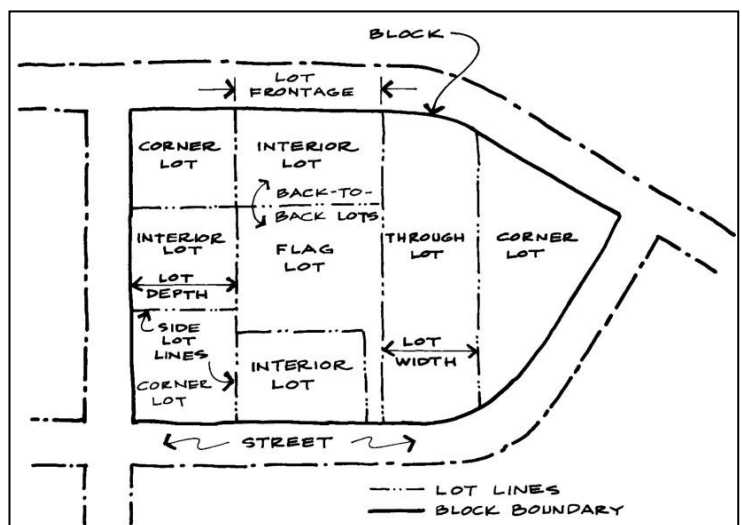 BLOCK
LOT
FRONTAGE
CORNER
LOT
INTERIOR
LOT
BACK-TO-
BACK LOTS
INTERIOR
LOT
FLAG
LOT
THROUGH
LOT
CORNER
LOT
LOT
DEPTH
SIDE
LOT
LINES
LOT
WIDTH
CORNER
LOT
INTERIOR
LOT
STREET
LOT LINES
BLOCK BOUNDARY